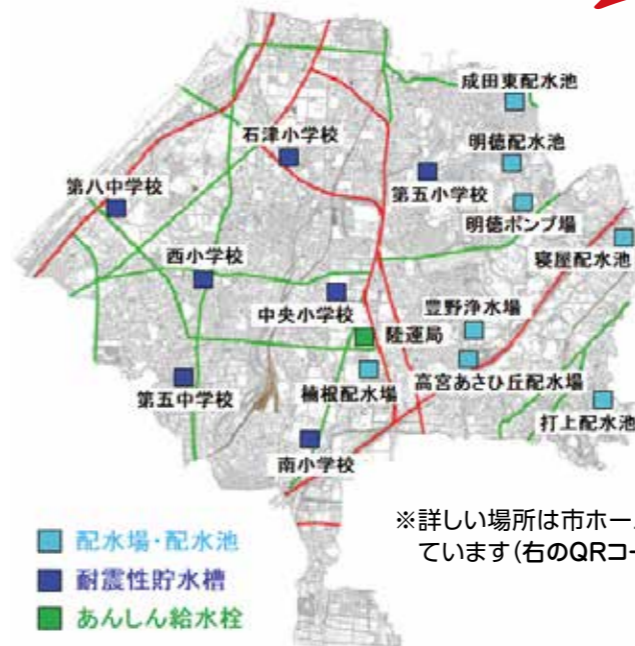 成田東配水池
石津小学校
明徳配水池
第八中学校
第五小学校
明徳ポンプ場
西小学校
寝屋配水池
中央小学校
豊野浄水場
陸運局
第五中学校
楠根配水場
高宮あさひ丘配水場
打上配水池
南小学校
※詳しい場所は市ホー
ています(右のQRコー
配水場・配水池
耐震性貯水槽
あんしん給水栓